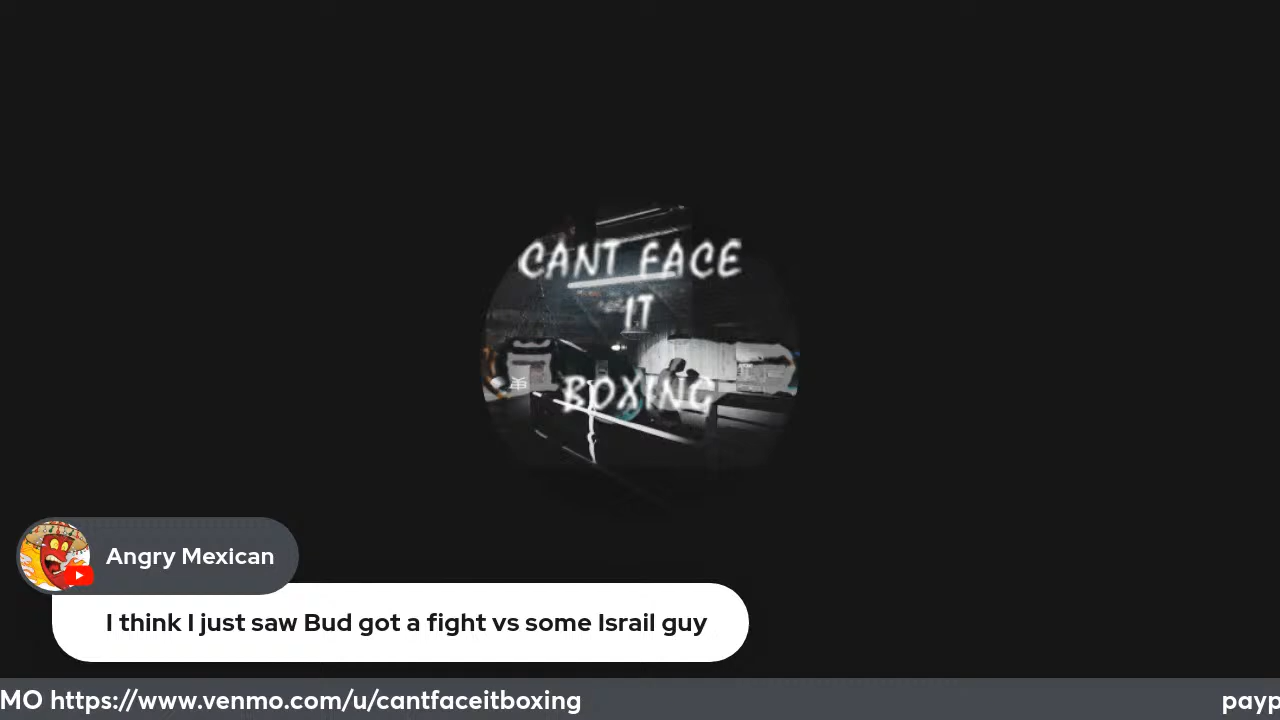 CANT FACE
IT
BOXING
Angry Mexican
I think I just saw Bud got a fight vs some Israil guy
MO https://www.venmo.com/u/cantfaceitboxing
payp